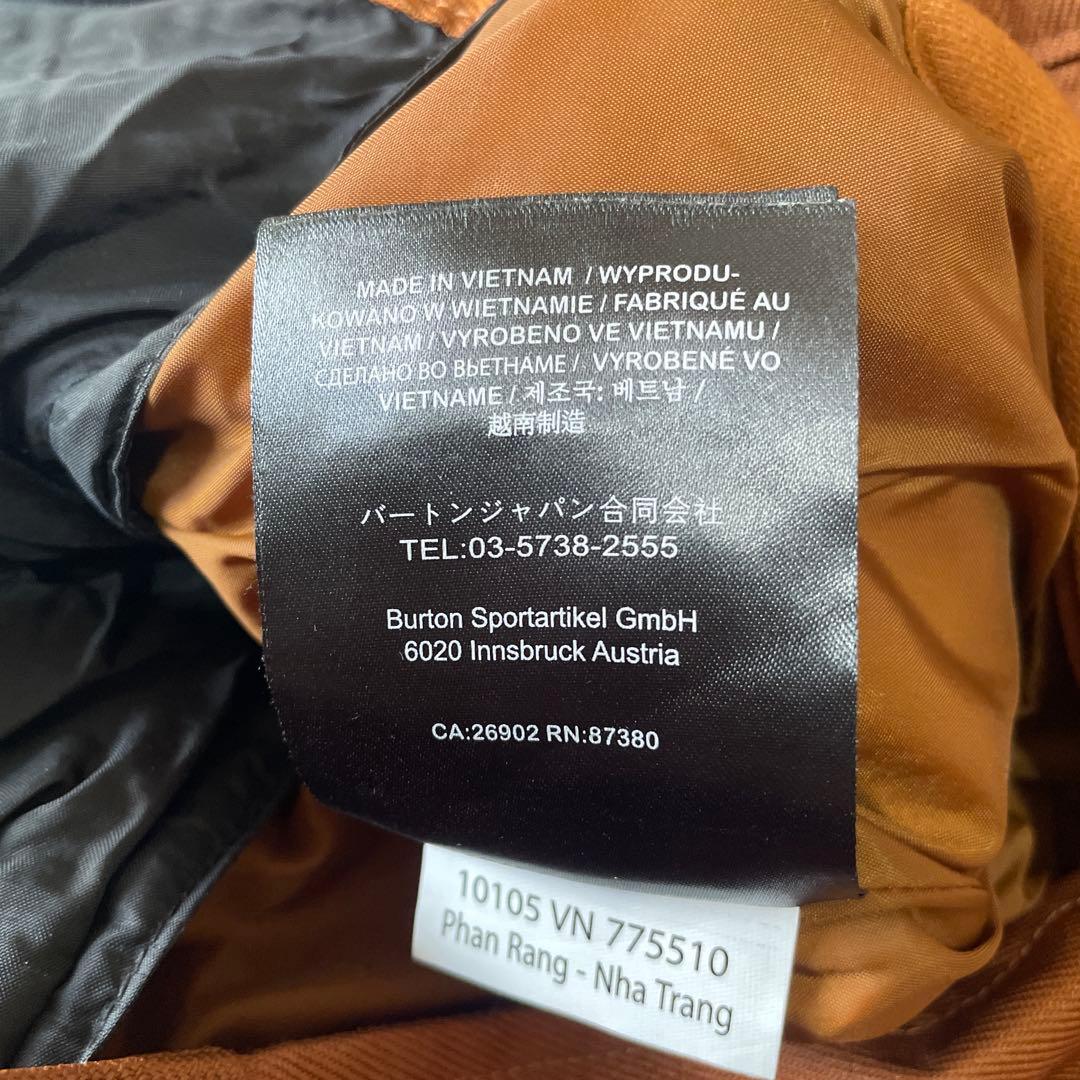 MADE IN VIETNAM / WYPRODU-
KOWANO W WIETNAMIE / FABRIQUÉ AU
VIETNAM / VYROBENO VE VIETNAMU /
СДЕЛАНО ВО ВЬЕТНАМЕ / VYROBENÉ VO
VIETNAME / 제조국: 베트남 /
越南制造
バートンジャパン合同会社
TEL:03-5738-2555
Burton Sportartikel GmbH
6020 Innsbruck Austria
CA:26902 RN:87380
10105 VN 775510
Phan Rang - Nha Trang